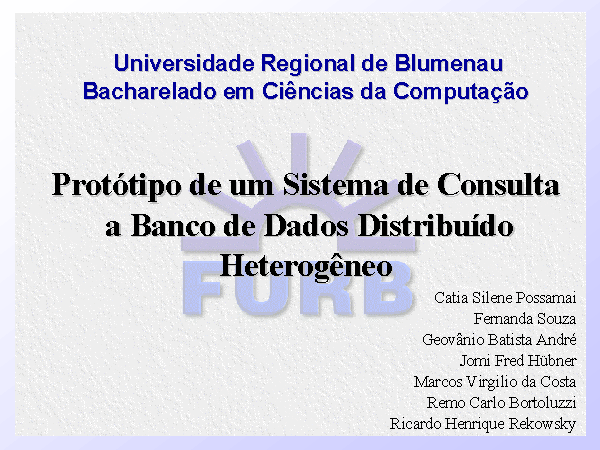 Universidade Regional de Blumenau
Bacharelado em Ciências da Computação
Protótipo de um Sistema de Consulta
a Banco de Dados Distribuído
Heterogêneo
FURB
Catia Silene Possamai
Fernanda Souza
Geovânio Batista André
Jomi Fred Hübner
Marcos Virgilio da Costa
Remo Carlo Bortoluzzi
Ricardo Henrique Rekowsky